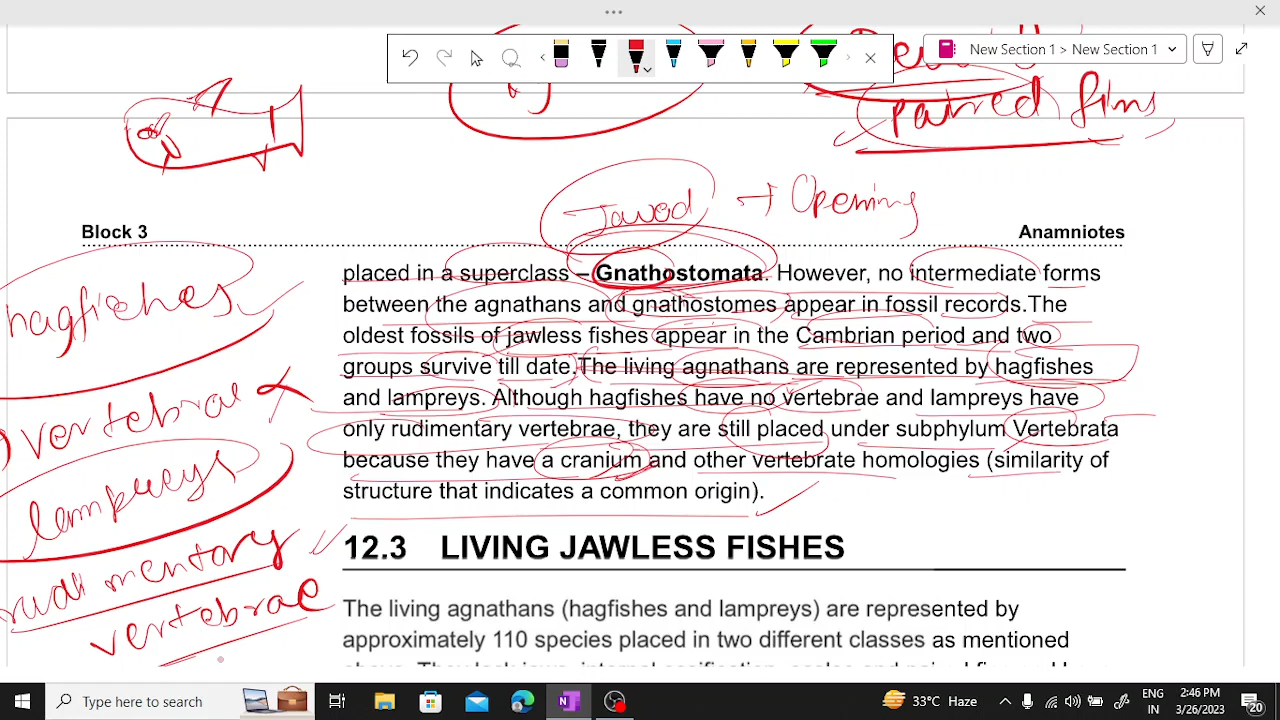 New Section 1 > New Section 1
paired fins
Jawed → Opening
Block 3
Anamniotes
placed in a superclass – Gnathostomata. However, no intermediate forms
between the agnathans and gnathostomes appear in fossil records.The
oldest fossils of jawless fishes appear in the Cambrian period and two
groups survive till date.The living agnathans are represented by hagfishes
and lampreys. Although hagfishes have no vertebrae and lampreys have
only rudimentary vertebrae, they are still placed under subphylum Vertebrata
because they have a cranium and other vertebrate homologies (similarity of
structure that indicates a common origin).
hagfishes
vertebrae
lampreys
rudimentory
vertebrae
12.3 LIVING JAWLESS FISHES
The living agnathans (hagfishes and lampreys) are represented by
approximately 110 species placed in two different classes as mentioned
Type here to search
33°C Haze
ENG
IN
2:46 PM
3/26/2023
20